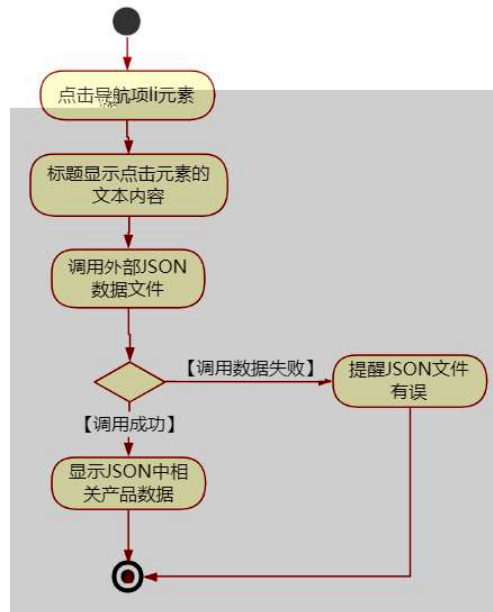 点击导航项li元素
标题显示点击元素的
文本内容
调用外部JSON
数据文件
【调用数据失败】
提醒JSON文件
有误
【调用成功】
显示JSON中相
关产品数据